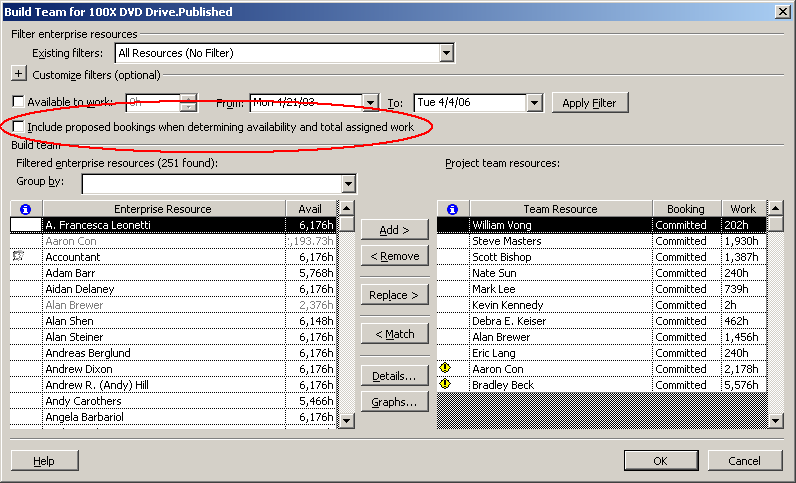 Build Team for 100X DVD Drive.Published
Filter enterprise resources
Existing filters: All Resources (No Filter)
+ Customize filters (optional)
Available to work: 0h From: Mon 4/21/03 To: Tue 4/4/06 Apply Filter
Include proposed bookings when determining availability and total assigned work
Build team
Filtered enterprise resources (251 found): Project team resources:
Group by:
Enterprise Resource Avail
A. Francesca Leonetti 6,176h
Aaron Con ,193.73h
Accountant 6,176h
Adam Barr 5,768h
Aidan Delaney 6,176h
Alan Brewer 2,376h
Alan Shen 6,148h
Alan Steiner 6,176h
Andreas Berglund 6,176h
Andrew Dixon 6,176h
Andrew R. (Andy) Hill 6,176h
Andy Carothers 5,466h
Angela Barbariol 6,176h
Add >
< Remove
Replace >
< Match
Details...
Graphs...
Team Resource Booking Work
William Vong Committed 202h
Steve Masters Committed 1,930h
Scott Bishop Committed 1,387h
Nate Sun Committed 240h
Mark Lee Committed 739h
Kevin Kennedy Committed 2h
Debra E. Keiser Committed 462h
Alan Brewer Committed 1,456h
Eric Lang Committed 240h
Aaron Con Committed 2,178h
Bradley Beck Committed 5,576h
Help OK Cancel